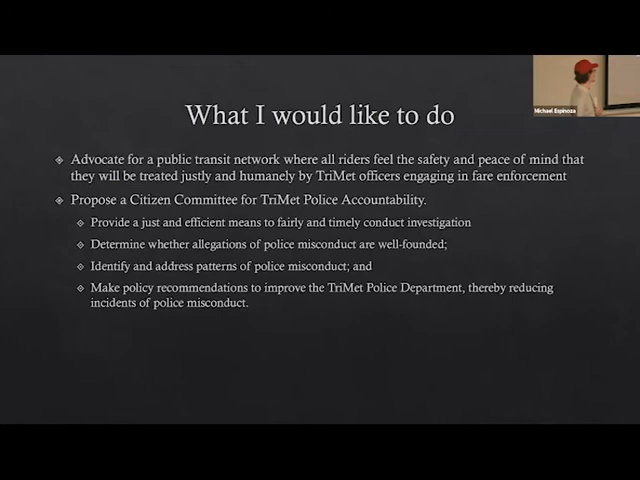 What I would like to do
Michael Espinoza
Advocate for a public transit network where all riders feel the safety and peace of mind that
they will be treated justly and humanely by TriMet officers engaging in fare enforcement
Propose a Citizen Committee for TriMet Police Accountability.
Provide a just and efficient means to fairly and timely conduct investigation
Determine whether allegations of police misconduct are well-founded;
Identify and address patterns of police misconduct; and
Make policy recommendations to improve the TriMet Police Department, thereby reducing
incidents of police misconduct.